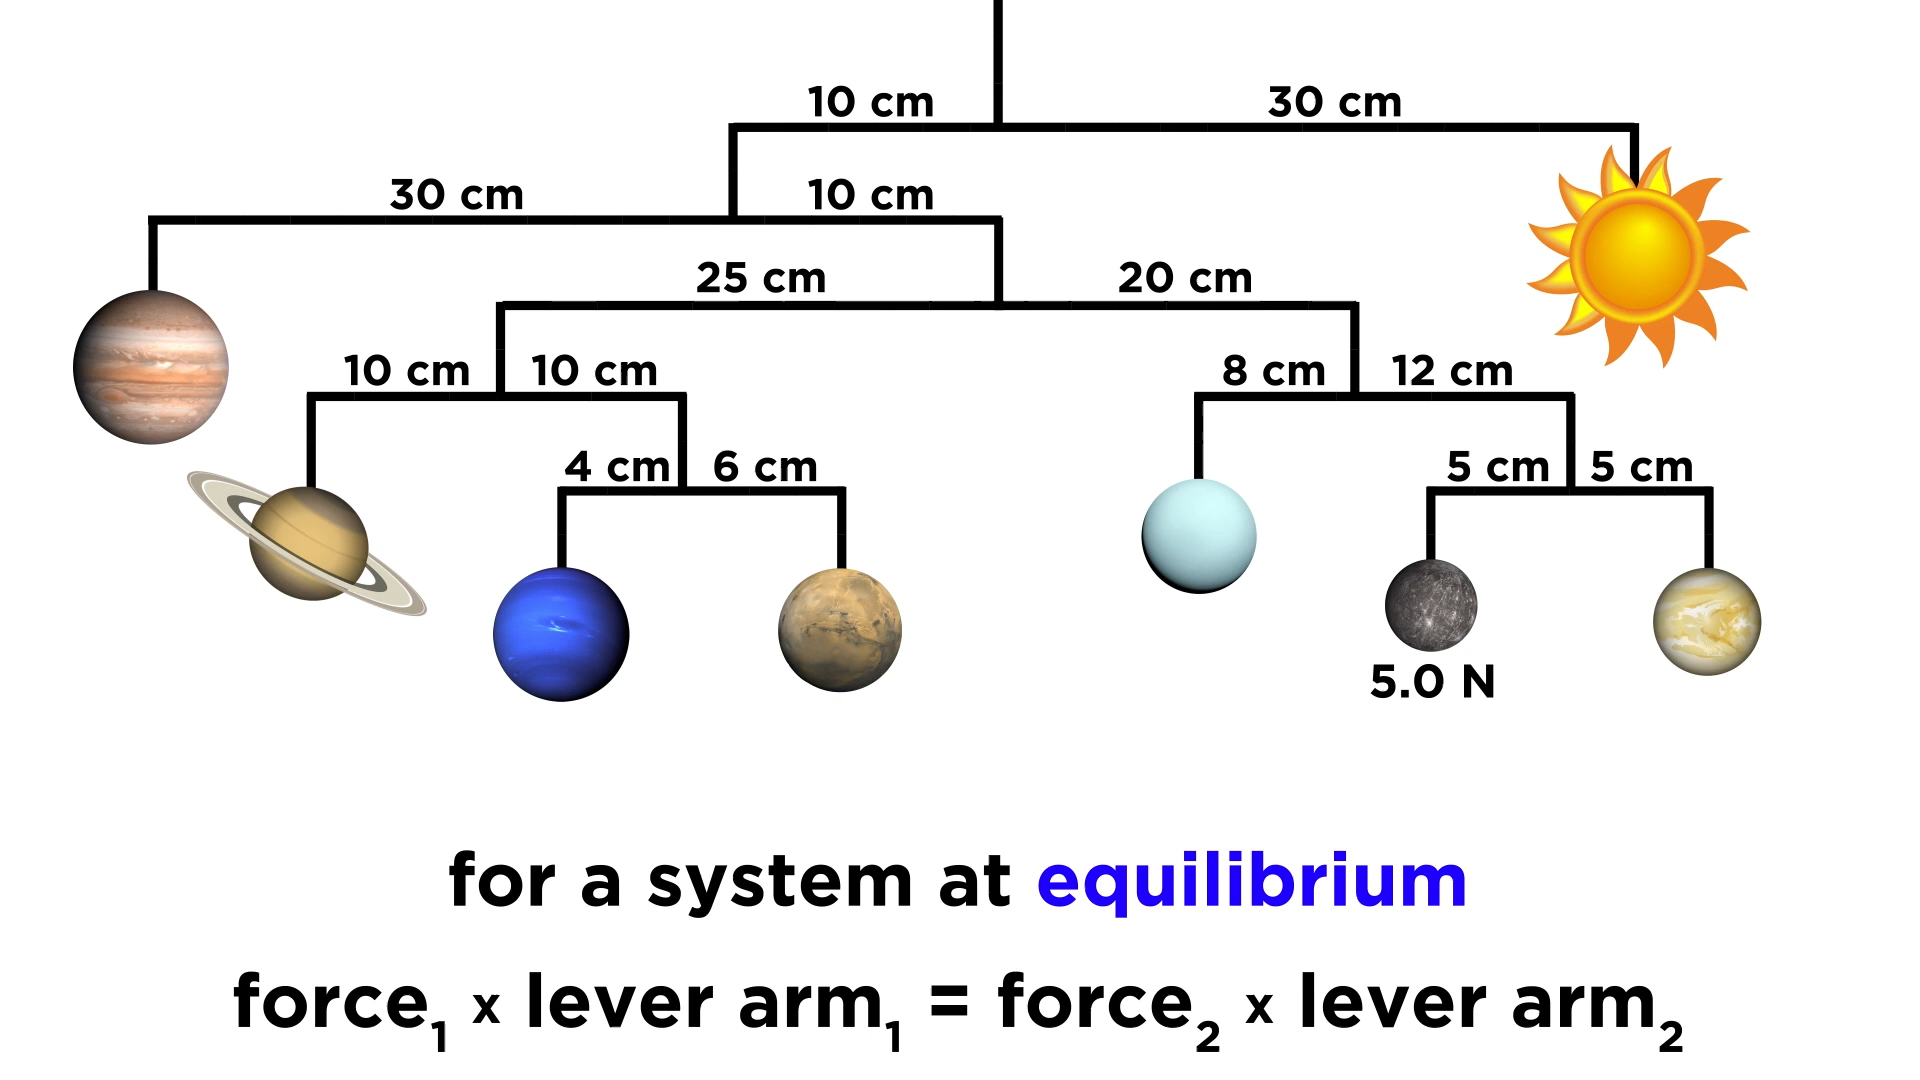 10 cm 30 cm
30 cm 10 cm
25 cm 20 cm
10 cm 10 cm 8 cm 12 cm
4 cm 6 cm 5 cm 5 cm
5.0 N
for a system at equilibrium
force₁ x lever arm₁ = force₂ x lever arm₂